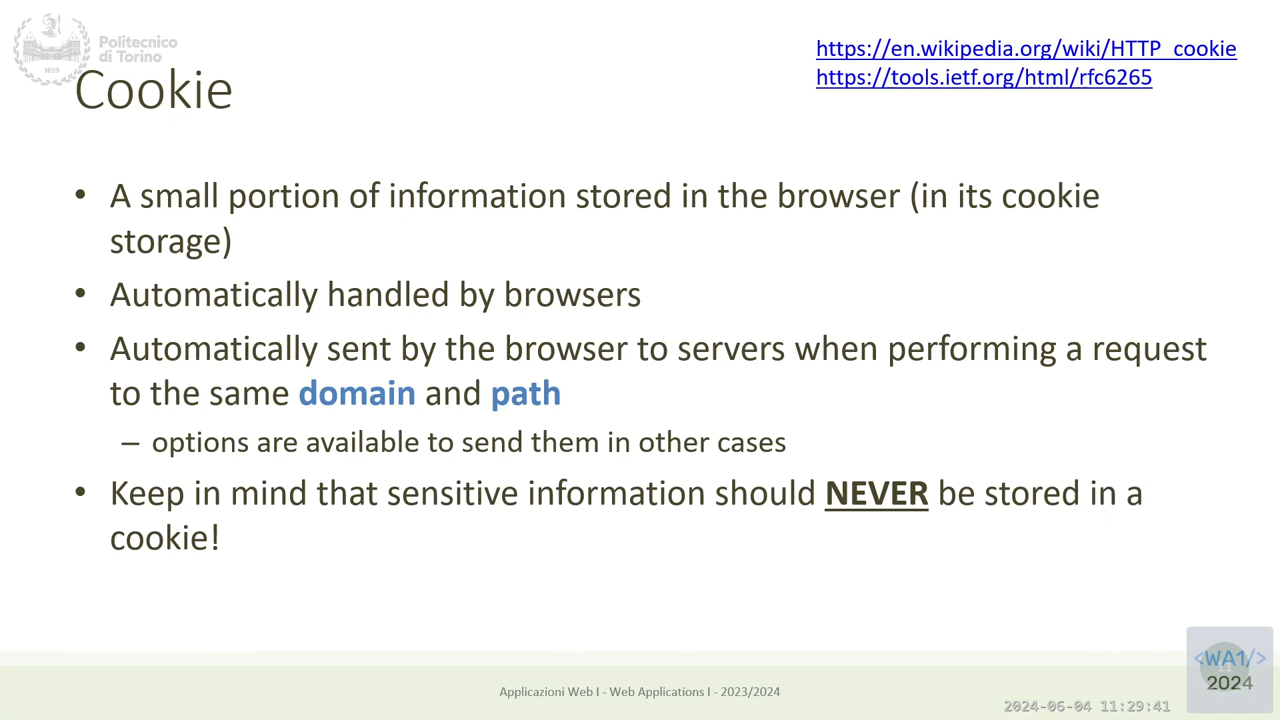 Politecnico
di Torino
1859
https://en.wikipedia.org/wiki/HTTP_cookie
https://tools.ietf.org/html/rfc6265
Cookie
• A small portion of information stored in the browser (in its cookie
storage)
• Automatically handled by browsers
• Automatically sent by the browser to servers when performing a request
to the same domain and path
– options are available to send them in other cases
• Keep in mind that sensitive information should NEVER be stored in a
cookie!
Applicazioni Web I - Web Applications I - 2023/2024
<WA1/>
11
2024
2024-06-04 11:29:41